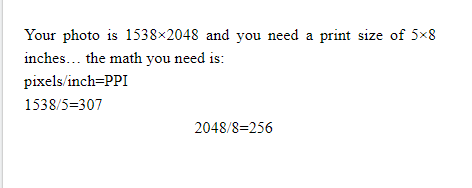 Your photo is 1538×2048 and you need a print size of 5×8
inches… the math you need is:
pixels/inch=PPI
1538/5=307
2048/8=256